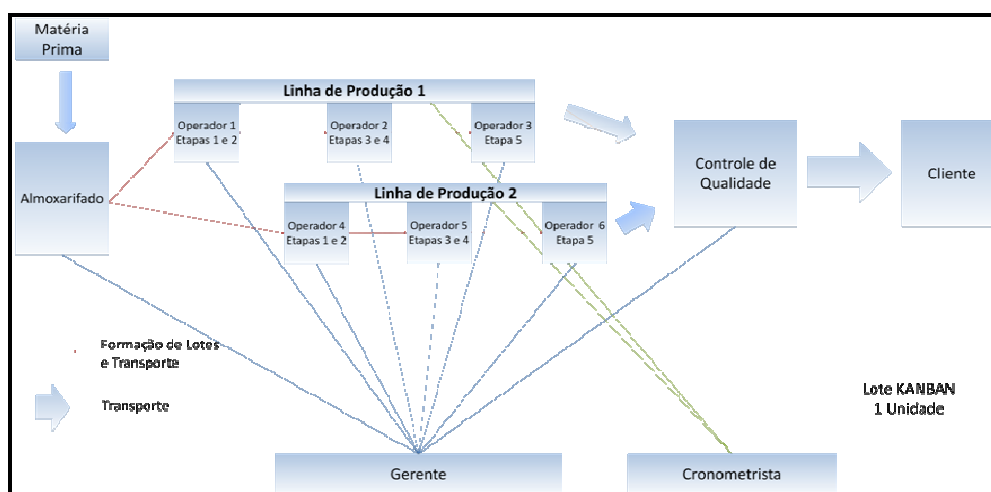 Matéria
Prima
Linha de Produção 1
Operador 1
Etapas 1 e 2
Operador 2
Etapas 3 e 4
Operador 3
Etapa 5
Almoxarifado
Linha de Produção 2
Operador 4
Etapas 1 e 2
Operador 5
Etapas 3 e 4
Operador 6
Etapa 5
Controle de
Qualidade
Cliente
Formação de Lotes
e Transporte
Transporte
Lote KANBAN
1 Unidade
Gerente
Cronometrista